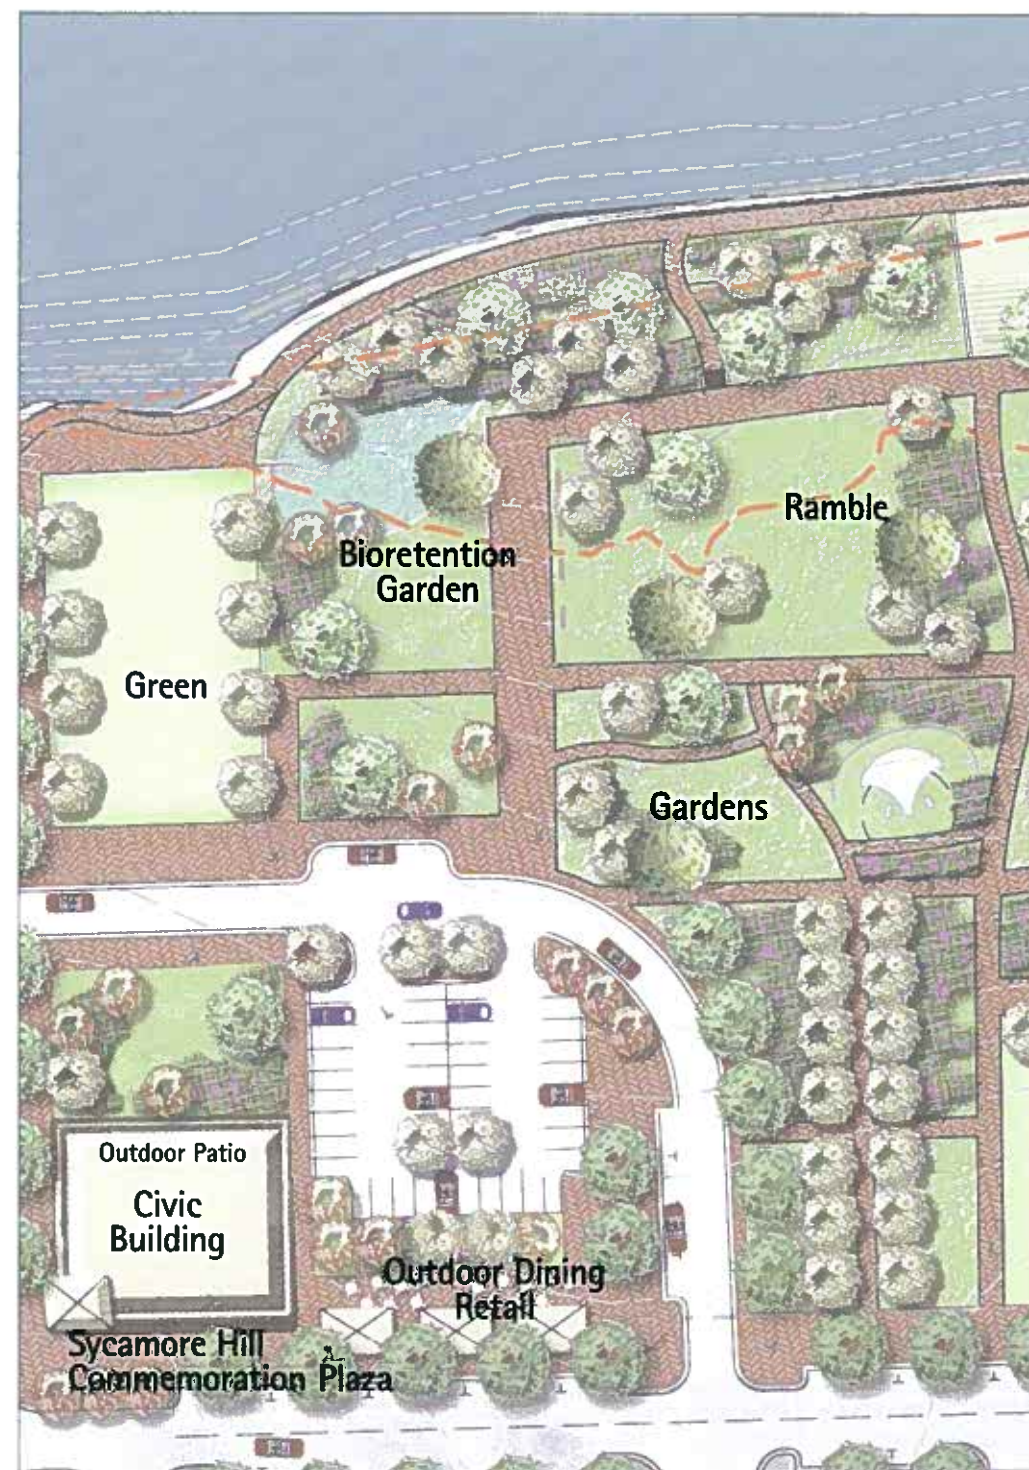 Ramble
Bioretention
Garden
Green
Gardens
Outdoor Patio
Civic
Building
Outdoor Dining
Retail
Sycamore Hill
Commemoration Plaza